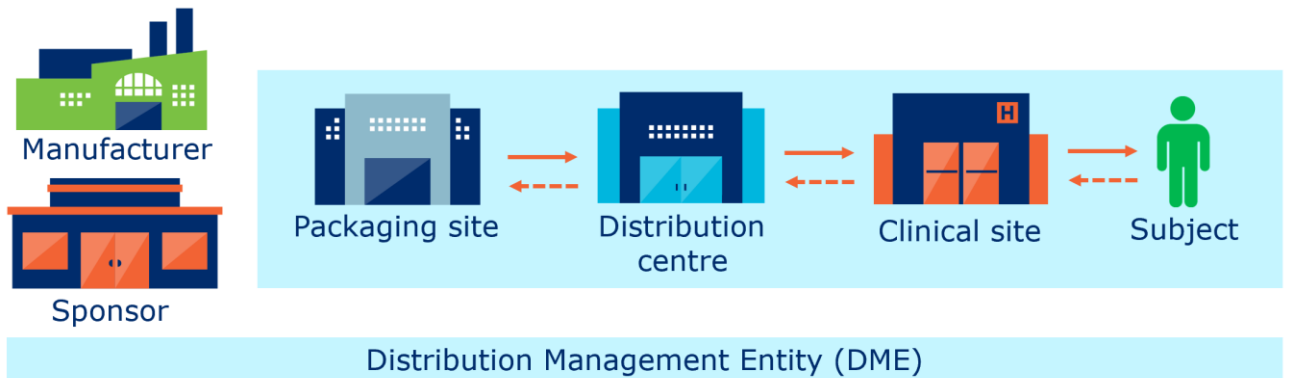 Manufacturer
Sponsor
Packaging site
Distribution
centre
Clinical site
H
Subject
Distribution Management Entity (DME)